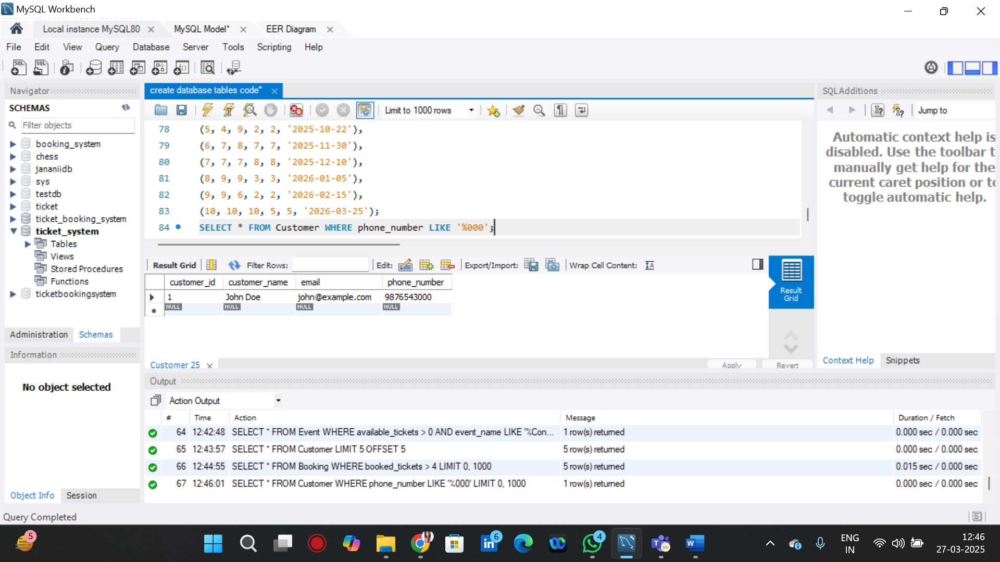 MySQL Workbench
Local instance MySQL80
MySQL Model*
EER Diagram
File Edit View Query Database Server Tools Scripting Help
Navigator
SCHEMAS
Filter objects
booking_system
chess
jananiidb
sys
testdb
ticket
ticket_booking_system
ticket_system
Tables
Views
Stored Procedures
Functions
ticketbookingsystem
Administration Schemas
Information
No object selected
Object Info Session
Query Completed
create database tables code*
Limit to 1000 rows
78 (5, 4, 9, 2, 2, '2025-10-22'),
79 (6, 7, 8, 7, 7, '2025-11-30'),
80 (7, 7, 7, 8, 8, '2025-12-10'),
81 (8, 9, 9, 3, 3, '2026-01-05'),
82 (9, 9, 6, 2, 2, '2026-02-15'),
83 (10, 10, 10, 5, 5, '2026-03-25');
84 SELECT * FROM Customer WHERE phone_number LIKE '%000';
Result Grid Filter Rows: Edit: Export/Import: Wrap Cell Content:
customer_id customer_name email phone_number
1 John Doe john@example.com 9876543000
NULL NULL NULL NULL
Result
Grid
Customer 25
Apply Revert
SQLAdditions
Jump to
Automatic context help is
disabled. Use the toolbar t
manually get help for the
current caret position or to
toggle automatic help.
Context Help Snippets
Output
Action Output
# Time Action Message Duration / Fetch
64 12:42:48 SELECT * FROM Event WHERE available_tickets > 0 AND event_name LIKE '%Con... 1 row(s) returned 0.000 sec / 0.000 sec
65 12:43:57 SELECT * FROM Customer LIMIT 5 OFFSET 5 5 row(s) returned 0.000 sec / 0.000 sec
66 12:44:55 SELECT * FROM Booking WHERE booked_tickets > 4 LIMIT 0, 1000 5 row(s) returned 0.015 sec / 0.000 sec
67 12:46:01 SELECT * FROM Customer WHERE phone_number LIKE '%000' LIMIT 0, 1000 1 row(s) returned 0.000 sec / 0.000 sec
5
6
4
ENG
IN
12:46
27-03-2025